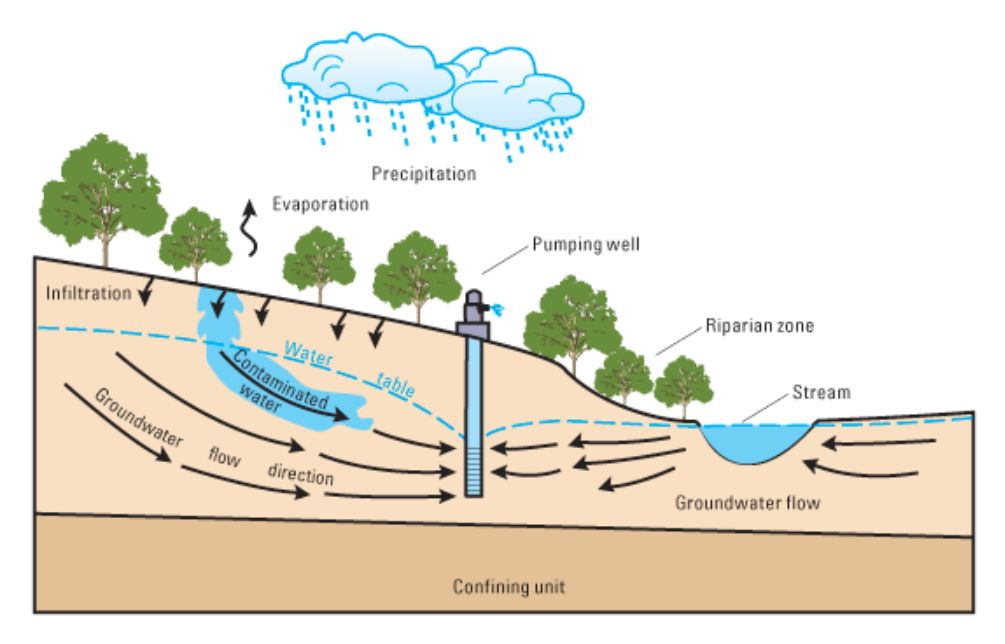 Precipitation
Evaporation
Pumping well
Infiltration
Riparian zone
Water
table
Contaminated
water
Stream
Groundwater
flow
direction
Groundwater flow
Confining unit